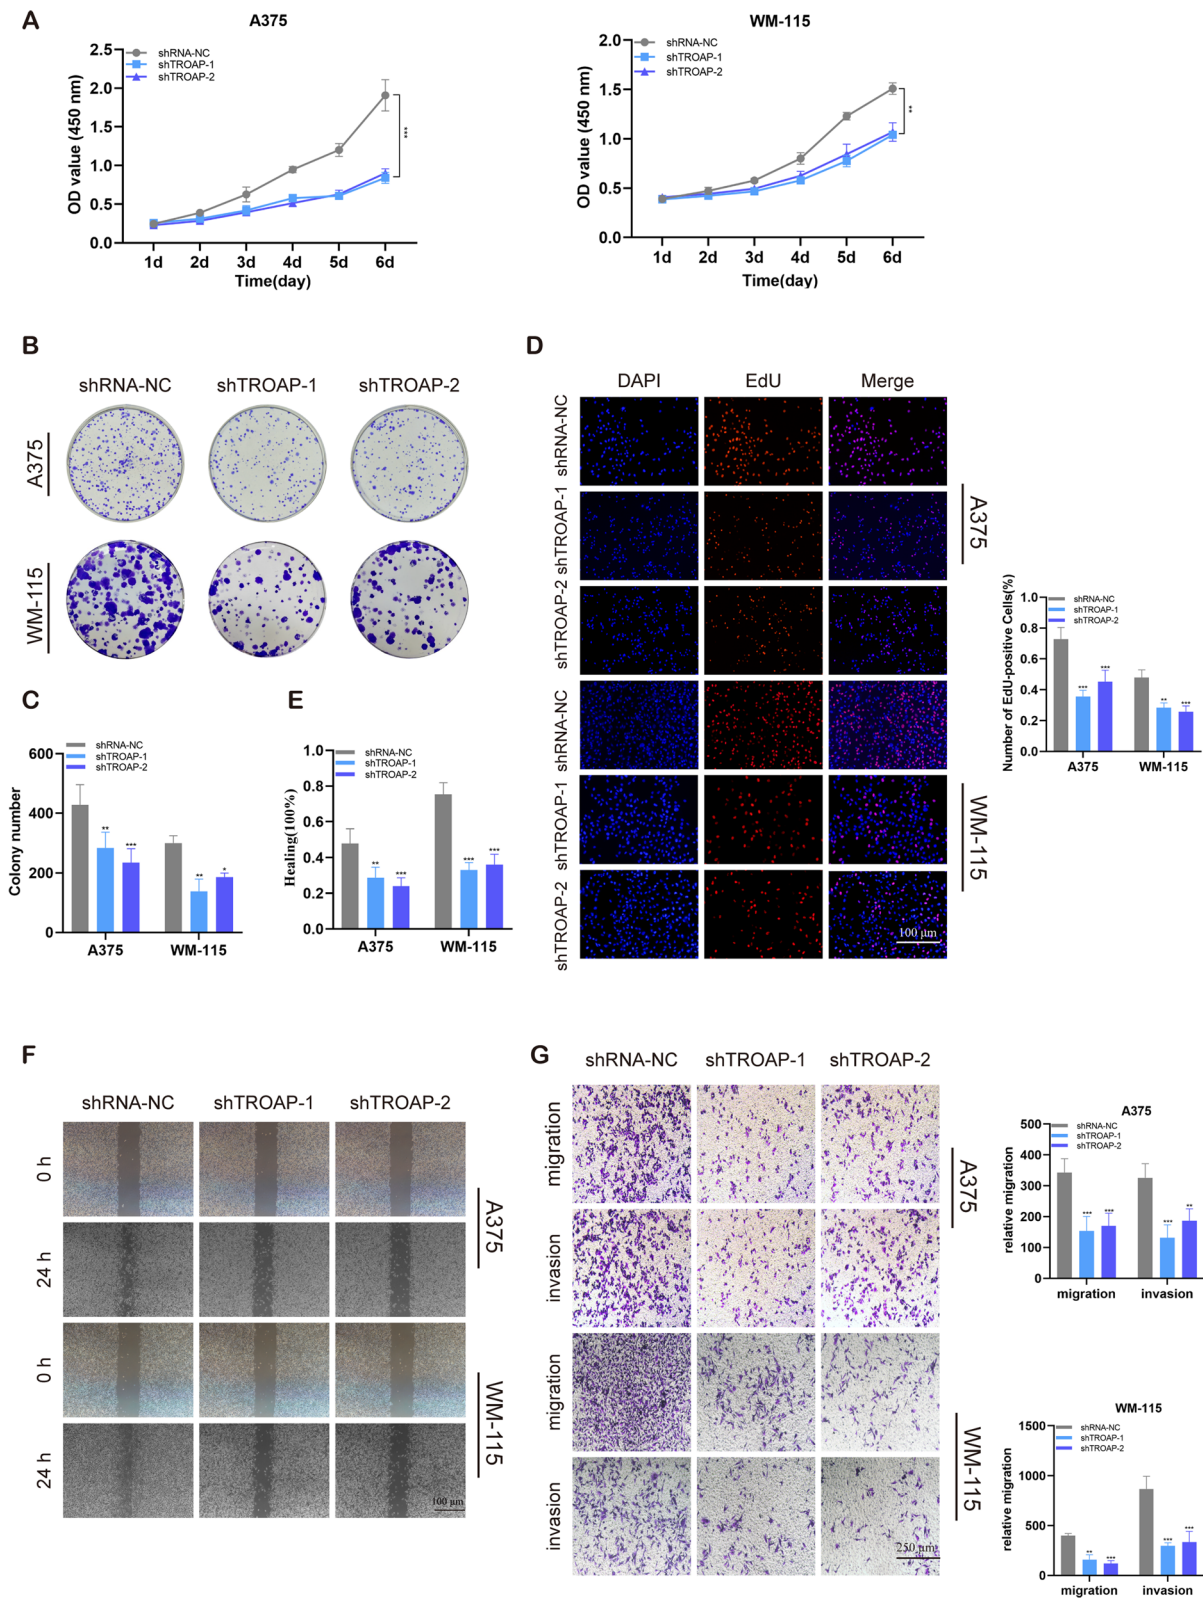 A
A375
OD value (450 nm)
2.5
2.0
1.5
1.0
0.5
0.0
shRNA-NC
shTROAP-1
shTROAP-2
***
1d 2d 3d 4d 5d 6d
Time(day)
WM-115
OD value (450 nm)
2.0
1.5
1.0
0.5
0.0
shRNA-NC
shTROAP-1
shTROAP-2
**
1d 2d 3d 4d 5d 6d
Time(day)
B
shRNA-NC shTROAP-1 shTROAP-2
A375
WM-115
C
Colony number
600
400
200
0
shRNA-NC
shTROAP-1
shTROAP-2
** *** ** *
A375 WM-115
E
Healing(100%)
1.0
0.8
0.6
0.4
0.2
0.0
shRNA-NC
shTROAP-1
shTROAP-2
** *** *** ***
A375 WM-115
D
DAPI EdU Merge
shRNA-NC
shTROAP-1
shTROAP-2
A375
shRNA-NC
shTROAP-1
shTROAP-2
WM-115
100 μm
Number of EdU-positive Cells(%)
1.0
0.8
0.6
0.4
0.2
0.0
shRNA-NC
shTROAP-1
shTROAP-2
*** *** ** ***
A375 WM-115
F
shRNA-NC shTROAP-1 shTROAP-2
0 h
24 h
A375
0 h
24 h
WM-115
100 μm
G
shRNA-NC shTROAP-1 shTROAP-2
migration
invasion
A375
migration
invasion
WM-115
250 μm
A375
relative migration
500
400
300
200
100
0
shRNA-NC
shTROAP-1
shTROAP-2
*** *** *** **
migration invasion
WM-115
relative migration
1500
1000
500
0
shRNA-NC
shTROAP-1
shTROAP-2
** *** *** ***
migration invasion